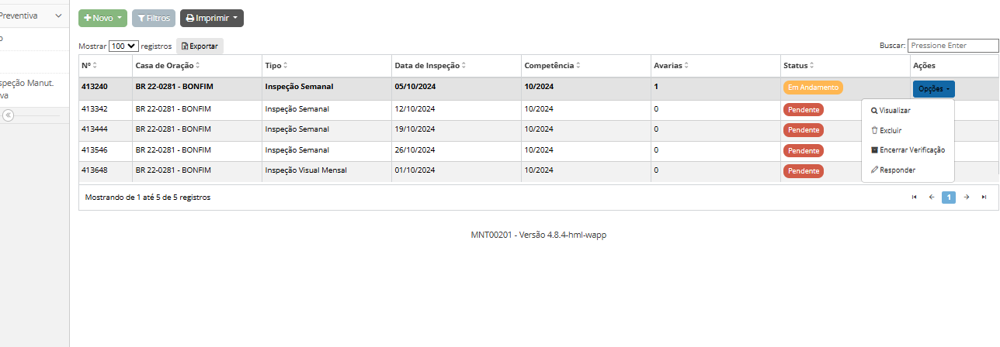 Preventiva
Novo
Filtros
Imprimir
o
Mostrar 100 registros Exportar
Buscar: Pressione Enter
Nº Casa de Oração Tipo Data de Inspeção Competência Avarias Status Ações
speção Manut.
va
413240 BR 22-0281 - BONFIM Inspeção Semanal 05/10/2024 10/2024 1 Em Andamento Opções
413342 BR 22-0281 - BONFIM Inspeção Semanal 12/10/2024 10/2024 0 Pendente
413444 BR 22-0281 - BONFIM Inspeção Semanal 19/10/2024 10/2024 0 Pendente
413546 BR 22-0281 - BONFIM Inspeção Semanal 26/10/2024 10/2024 0 Pendente
413648 BR 22-0281 - BONFIM Inspeção Visual Mensal 01/10/2024 10/2024 0 Pendente
Visualizar
Excluir
Encerrar Verificação
Responder
Mostrando de 1 até 5 de 5 registros
1
MNT00201 - Versão 4.8.4-hml-wapp